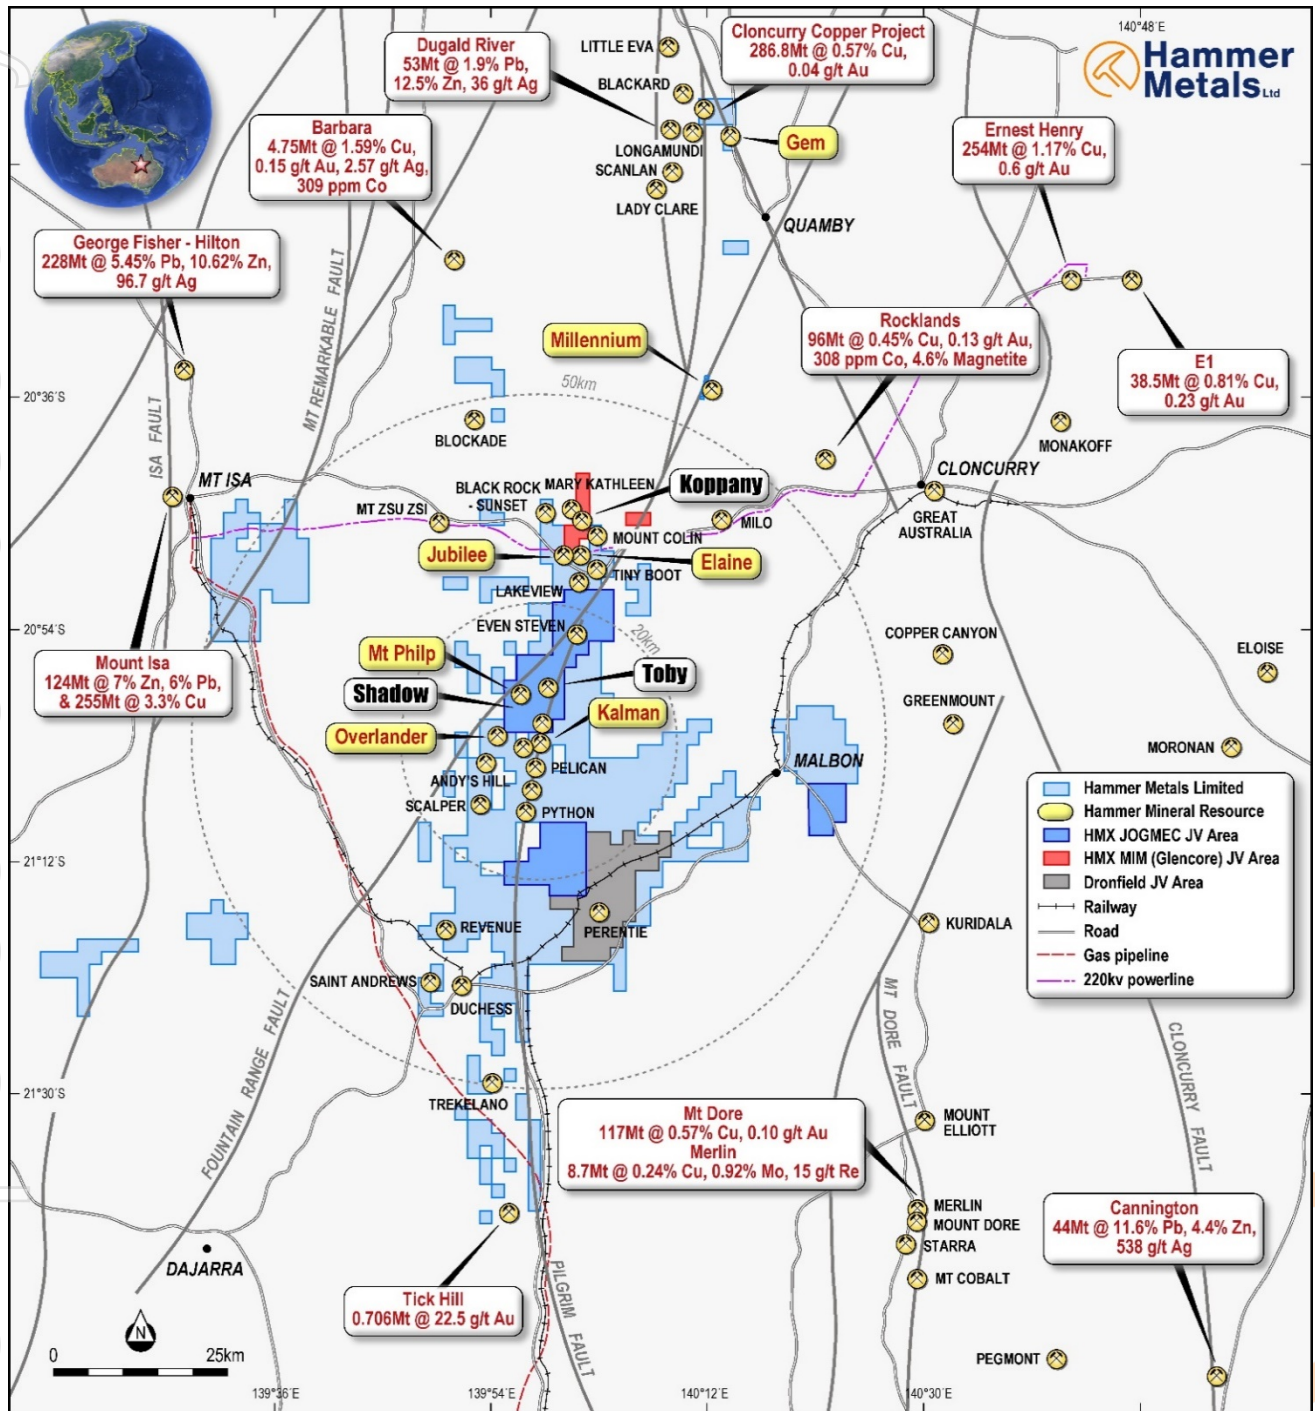 140°48´E
Hammer
Metals Ltd
Dugald River
53Mt @ 1.9% Pb,
12.5% Zn, 36 g/t Ag
LITTLE EVA
Cloncurry Copper Project
286.8Mt @ 0.57% Cu,
0.04 g/t Au
BLACKARD
Barbara
4.75Mt @ 1.59% Cu,
0.15 g/t Au, 2.57 g/t Ag,
309 ppm Co
LONGAMUNDI
Gem
Ernest Henry
254Mt @ 1.17% Cu,
0.6 g/t Au
SCANLAN
LADY CLARE
QUAMBY
George Fisher - Hilton
228Mt @ 5.45% Pb, 10.62% Zn,
96.7 g/t Ag
MT REMARKABLE FAULT
Millennium
Rocklands
96Mt @ 0.45% Cu, 0.13 g/t Au,
308 ppm Co, 4.6% Magnetite
E1
38.5Mt @ 0.81% Cu,
0.23 g/t Au
50km
20°36´S
BLOCKADE
MONAKOFF
ISA FAULT
MT ISA
CLONCURRY
MARY KATHLEEN
BLACK ROCK
- SUNSET
Koppany
MT ZSU ZSI
MILO
GREAT
AUSTRALIA
MOUNT COLIN
Jubilee
Elaine
TINY BOOT
LAKEVIEW
20°54´S
EVEN STEVEN
20km
COPPER CANYON
ELOISE
Mount Isa
124Mt @ 7% Zn, 6% Pb,
& 255Mt @ 3.3% Cu
Mt Philp
Toby
Shadow
Kalman
GREENMOUNT
Overlander
MORONAN
PELICAN
MALBON
ANDY'S HILL
SCALPER
PYTHON
Hammer Metals Limited
Hammer Mineral Resource
HMX JOGMEC JV Area
HMX MIM (Glencore) JV Area
Dronfield JV Area
Railway
Road
Gas pipeline
220kv powerline
21°12´S
REVENUE
PERENTIE
KURIDALA
SAINT ANDREWS
DUCHESS
MT DORE FAULT
FOUNTAIN RANGE FAULT
CLONCURRY FAULT
21°30´S
TREKELANO
Mt Dore
117Mt @ 0.57% Cu, 0.10 g/t Au
Merlin
8.7Mt @ 0.24% Cu, 0.92% Mo, 15 g/t Re
MOUNT
ELLIOTT
MERLIN
MOUNT DORE
STARRA
MT COBALT
Cannington
44Mt @ 11.6% Pb, 4.4% Zn,
538 g/t Ag
DAJARRA
PILGRIM FAULT
Tick Hill
0.706Mt @ 22.5 g/t Au
N
0 25km
PEGMONT
139°36´E
139°54´E
140°12´E
140°30´E